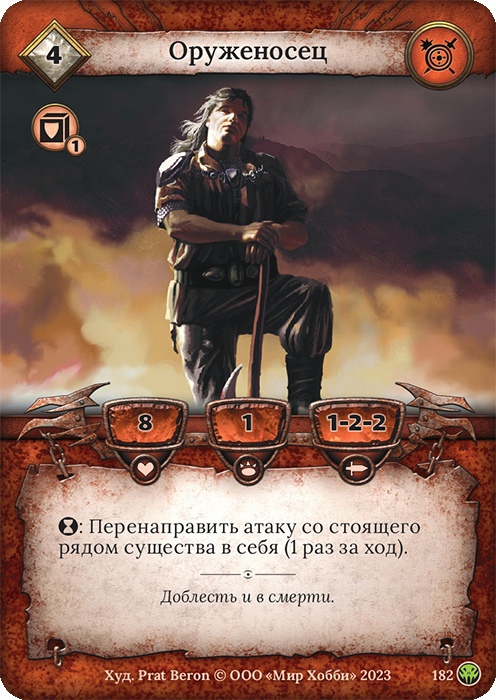 4
Оруженосец
1
8
1
1-2-2
: Перенаправить атаку со стоящего
рядом существа в себя (1 раз за ход).
Доблесть и в смерти.
Худ. Prat Beron © ООО «Мир Хобби» 2023
182